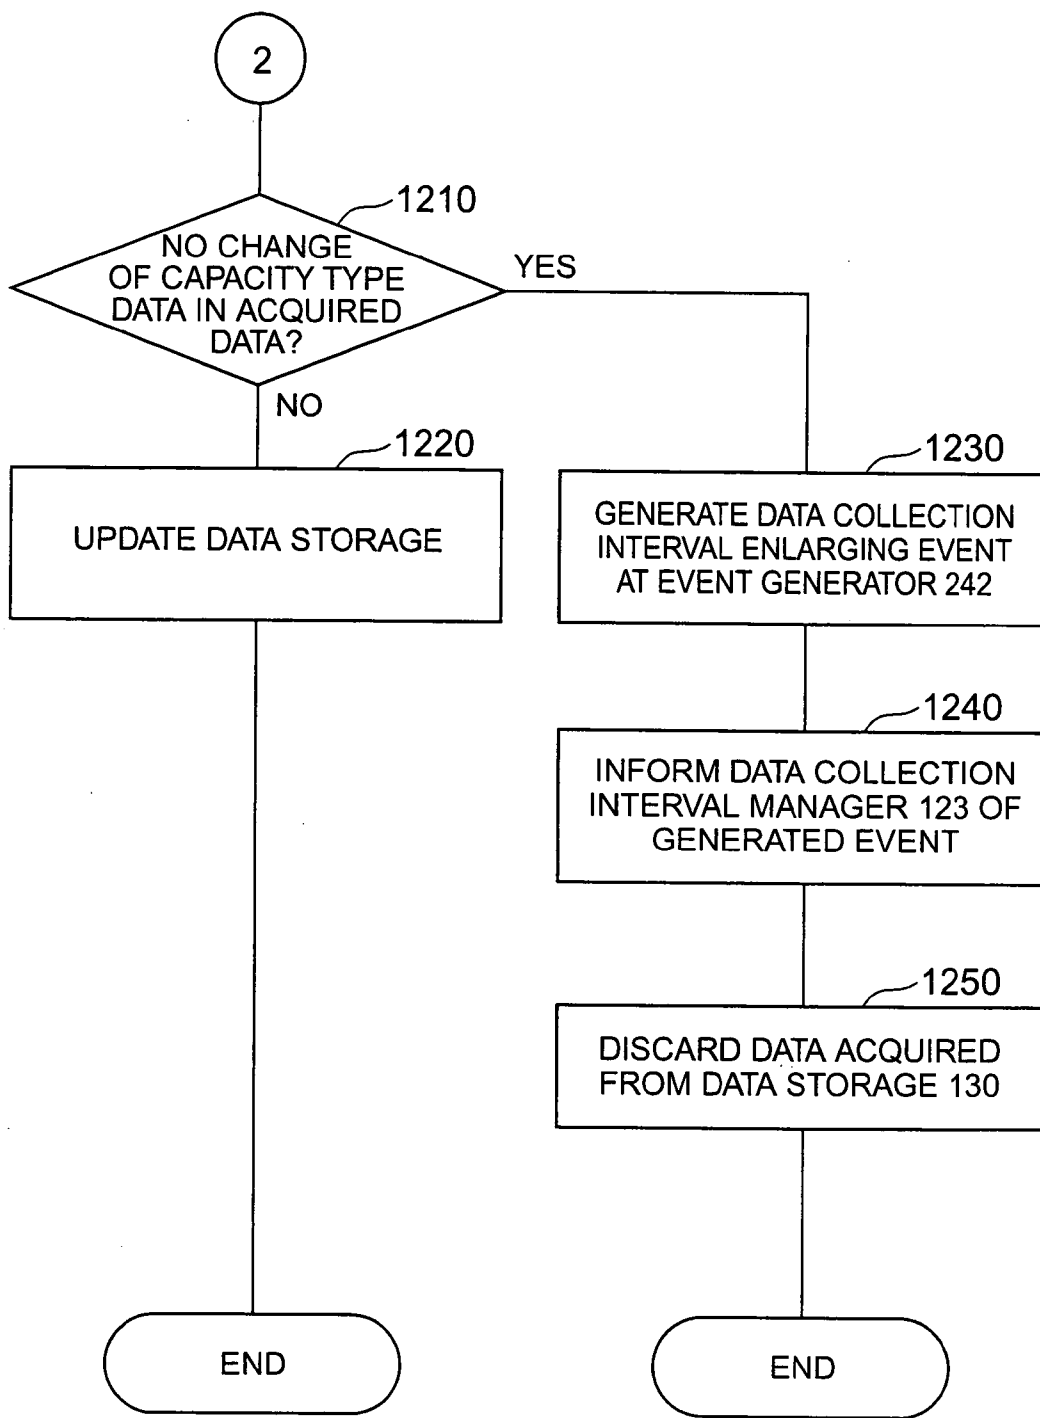 2
1210
NO CHANGE
OF CAPACITY TYPE
DATA IN ACQUIRED
DATA?
YES
NO
1220
UPDATE DATA STORAGE
1230
GENERATE DATA COLLECTION
INTERVAL ENLARGING EVENT
AT EVENT GENERATOR 242
1240
INFORM DATA COLLECTION
INTERVAL MANAGER 123 OF
GENERATED EVENT
1250
DISCARD DATA ACQUIRED
FROM DATA STORAGE 130
END
END